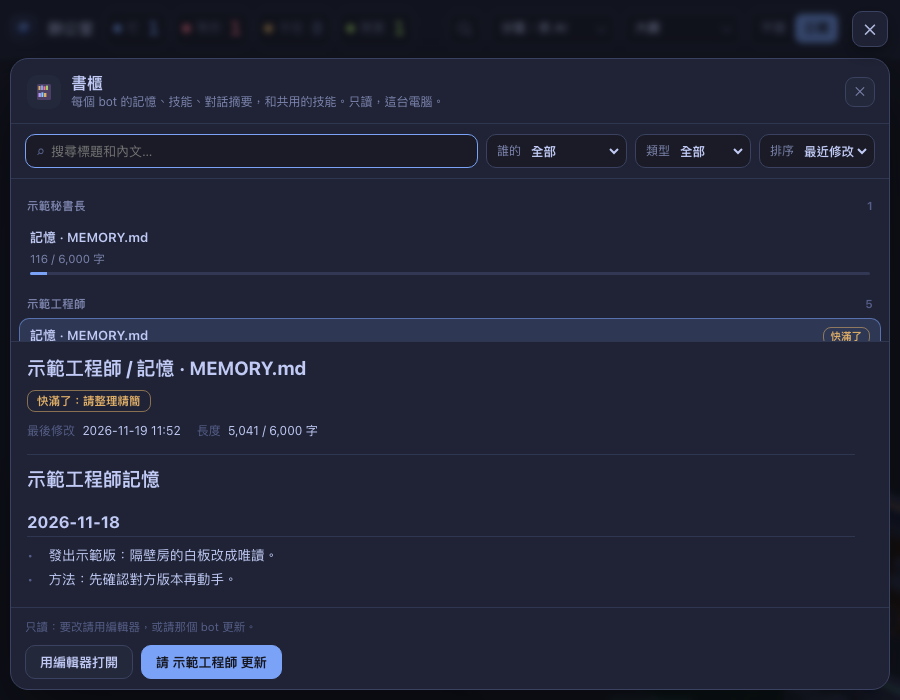 書櫃
每個 bot 的記憶、技能、對話摘要，和共用的技能。只讀，這台電腦。
搜尋標題和內文…
誰的 全部
類型 全部
排序 最近修改
示範秘書長 1
記憶 · MEMORY.md
116 / 6,000 字
示範工程師 5
記憶 · MEMORY.md 快滿了
示範工程師 / 記憶 · MEMORY.md
快滿了：請整理精簡
最後修改 2026-11-19 11:52 長度 5,041 / 6,000 字
示範工程師記憶
2026-11-18
· 發出示範版：隔壁房的白板改成唯讀。
· 方法：先確認對方版本再動手。
只讀：要改請用編輯器，或請那個 bot 更新。
用編輯器打開
請 示範工程師 更新